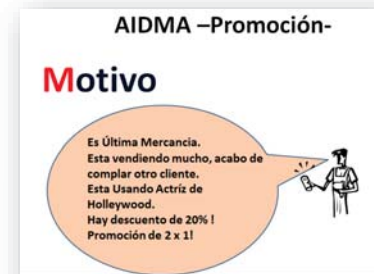 AIDMA –Promoción-
Motivo
Es Última Mercancia.
Esta vendiendo mucho, acabo de
complar otro cliente.
Esta Usando Actríz de
Holleywood.
Hay descuento de 20% !
Promoción de 2 x 1!